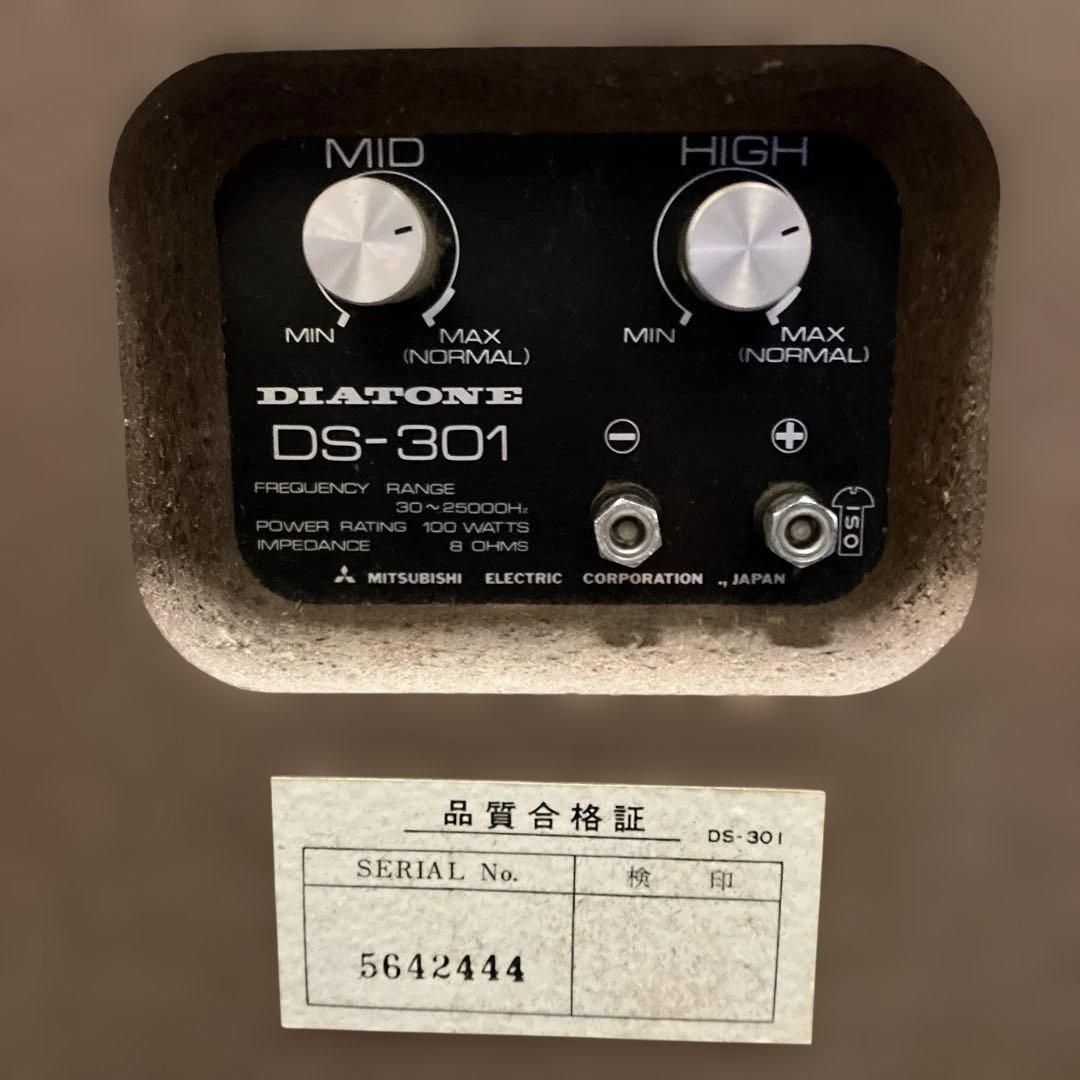 MID HIGH
MIN MAX (NORMAL) MIN MAX (NORMAL)
DIATONE
DS-301
FREQUENCY RANGE
30~25000Hz
POWER RATING 100 WATTS
IMPEDANCE 8 OHMS
ISO
MITSUBISHI ELECTRIC CORPORATION ., JAPAN
品質合格証 DS-301
SERIAL No. 検印
5642444